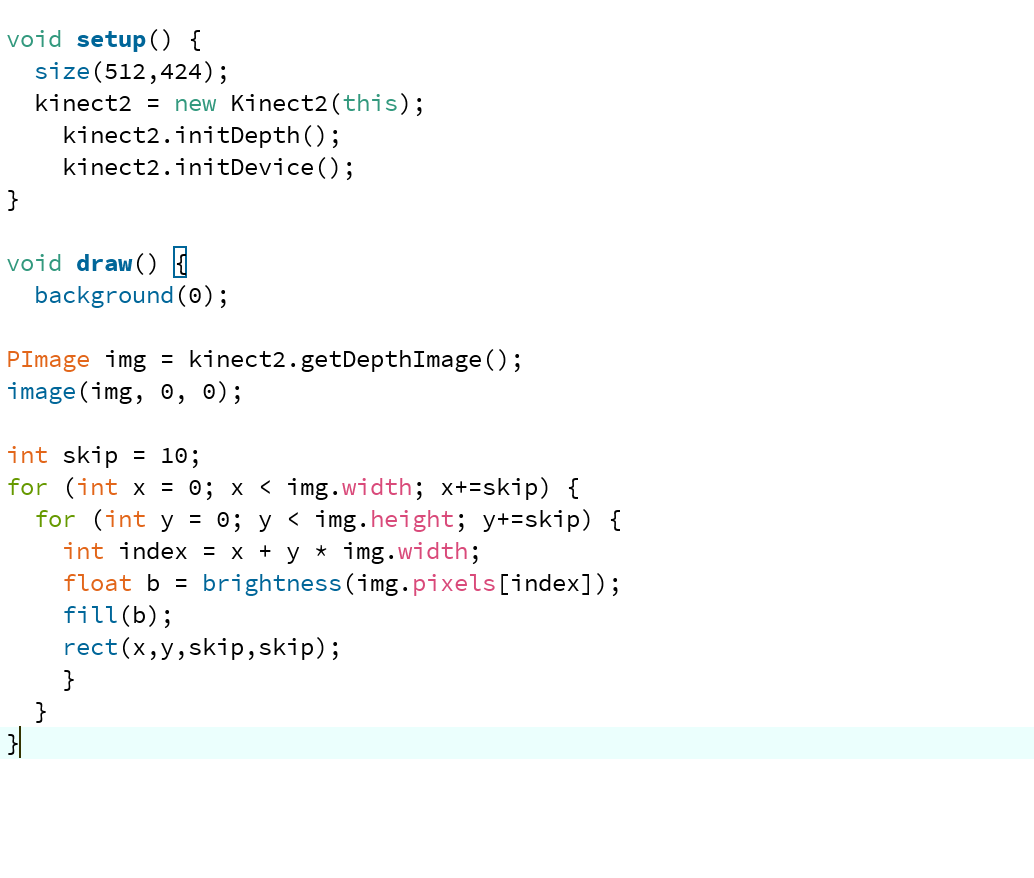 void setup() {
  size(512,424);
  kinect2 = new Kinect2(this);
    kinect2.initDepth();
    kinect2.initDevice();
}

void draw() {
  background(0);

PImage img = kinect2.getDepthImage();
image(img, 0, 0);

int skip = 10;
for (int x = 0; x < img.width; x+=skip) {
  for (int y = 0; y < img.height; y+=skip) {
    int index = x + y * img.width;
    float b = brightness(img.pixels[index]);
    fill(b);
    rect(x,y,skip,skip);
    }
  }
}